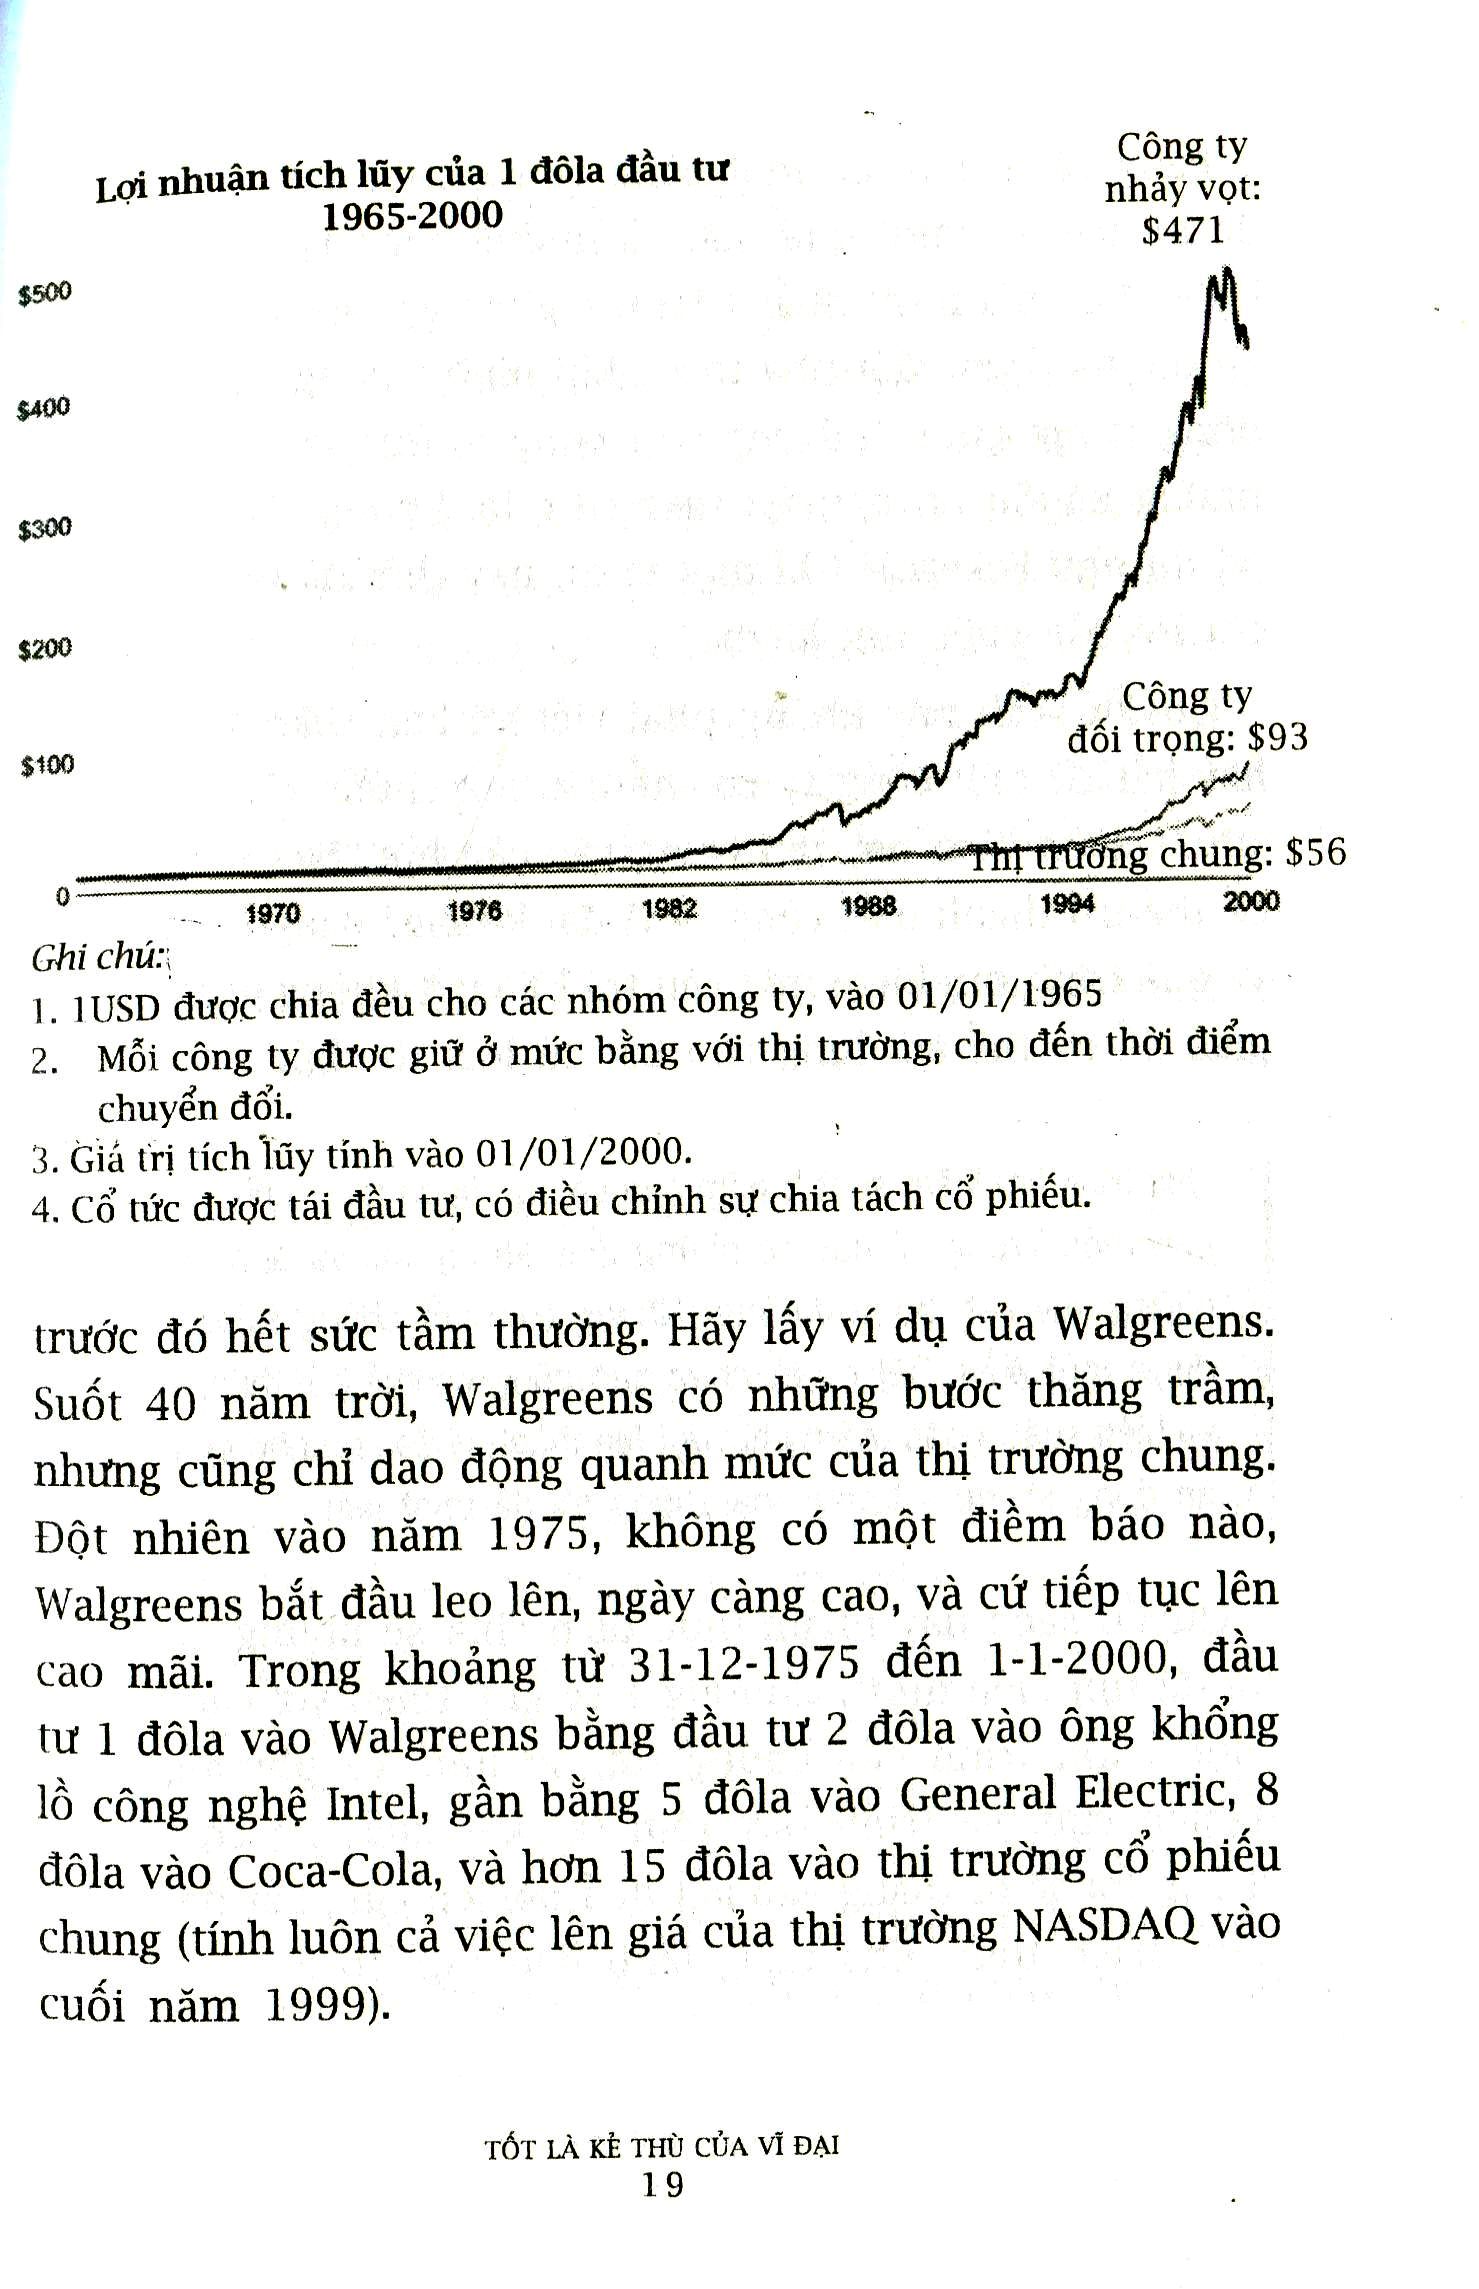 Lợi nhuận tích lũy của 1 đôla đầu tư
1965-2000
Công ty
nhảy vọt:
$471
$500
$400
$300
$200
$100
0
Công ty
đối trọng: $93
Thị trường chung: $56
1970 1976 1982 1988 1994 2000
Ghi chú:
1. 1USD được chia đều cho các nhóm công ty, vào 01/01/1965
2. Mỗi công ty được giữ ở mức bằng với thị trường, cho đến thời điểm
chuyển đổi.
3. Giá trị tích lũy tính vào 01/01/2000.
4. Cổ tức được tái đầu tư, có điều chỉnh sự chia tách cổ phiếu.
trước đó hết sức tầm thường. Hãy lấy ví dụ của Walgreens.
Suốt 40 năm trời, Walgreens có những bước thăng trầm,
nhưng cũng chỉ dao động quanh mức của thị trường chung.
Đột nhiên vào năm 1975, không có một điềm báo nào,
Walgreens bắt đầu leo lên, ngày càng cao, và cứ tiếp tục lên
cao mãi. Trong khoảng từ 31-12-1975 đến 1-1-2000, đầu
tư 1 đôla vào Walgreens bằng đầu tư 2 đôla vào ông khổng
lồ công nghệ Intel, gần bằng 5 đôla vào General Electric, 8
đôla vào Coca-Cola, và hơn 15 đôla vào thị trường cổ phiếu
chung (tính luôn cả việc lên giá của thị trường NASDAQ vào
cuối năm 1999).
TỐT LÀ KẺ THÙ CỦA VĨ ĐẠI
19